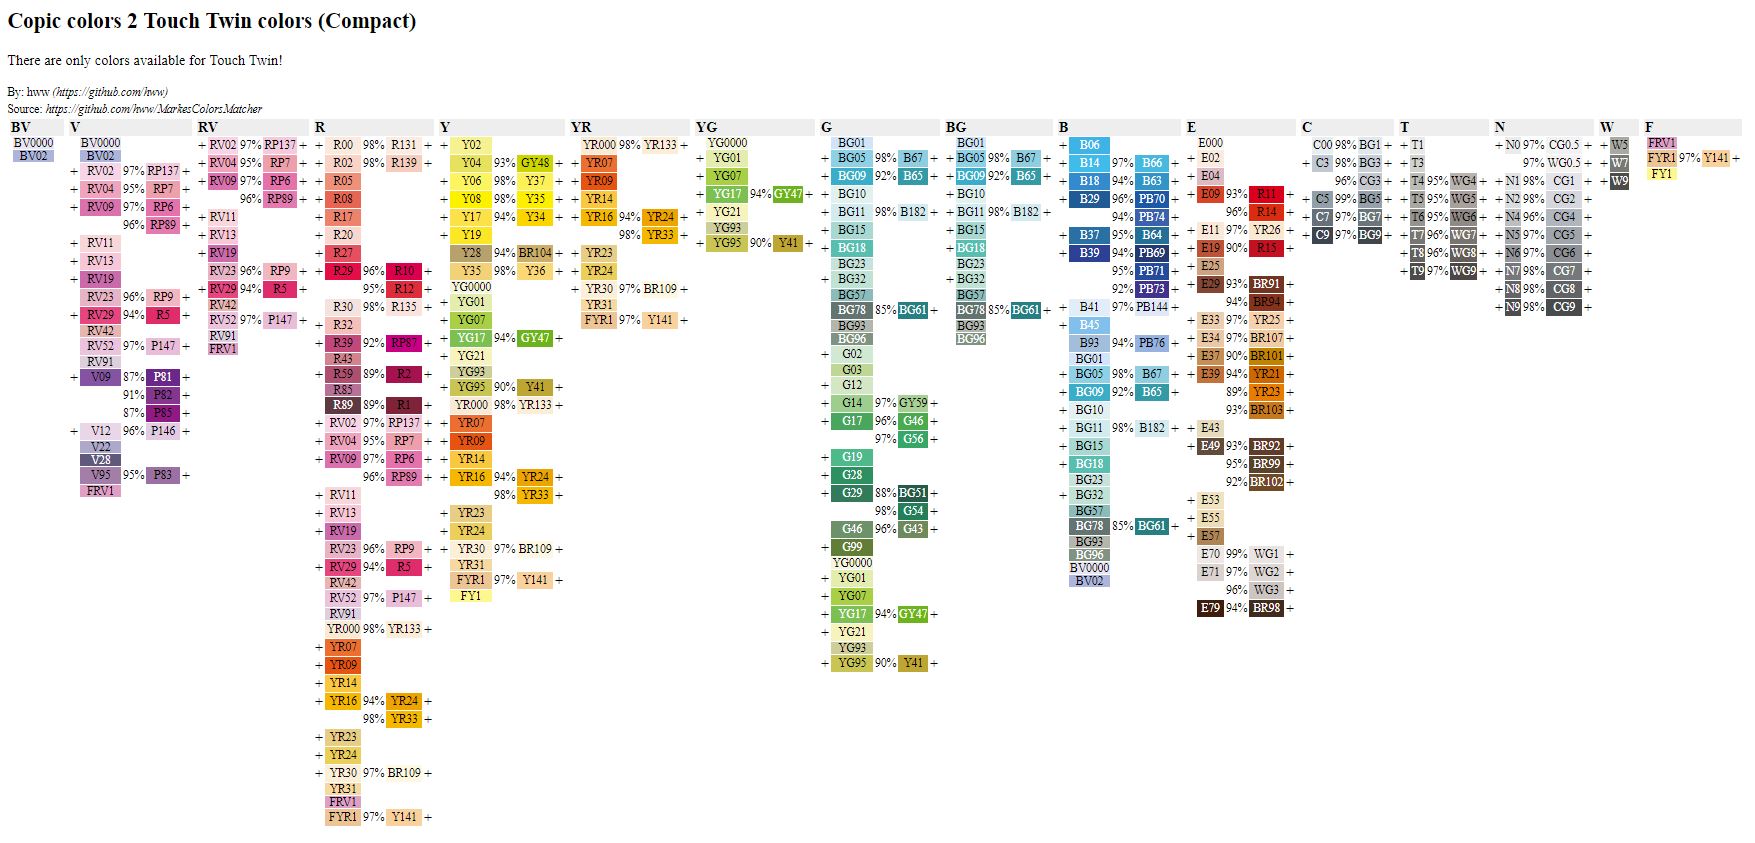 Copic colors 2 Touch Twin colors (Compact)
There are only colors available for Touch Twin!
By: hww (https://github.com/hww)
Source: https://github.com/hww/MarkesColorsMatcher
BV
BV0000
BV02
V
BV0000
BV02
+ RV02 97% RP137 +
+ RV04 95% RP7 +
+ RV09 97% RP6 +
96% RP89 +
+ RV11
+ RV13
+ RV19
+ RV23 96% RP9 +
+ RV29 94% R5 +
RV42
RV52 97% P147 +
RV91
+ V09 87% P81 +
91% P82 +
87% P85 +
+ V12 96% P146 +
V22
V28
V95 95% P83 +
FRV1
RV
+ RV02 97% RP137 +
+ RV04 95% RP7 +
+ RV09 97% RP6 +
96% RP89 +
+ RV11
+ RV13
+ RV19
RV23 96% RP9 +
+ RV29 94% R5 +
RV42
RV52 97% P147 +
RV91
FRV1
R
+ R00 98% R131 +
+ R02 98% R139 +
+ R05
+ R08
+ R17
+ R20
+ R27
+ R29 96% R10 +
95% R12 +
R30 98% R135 +
+ R32
+ R39 92% RP87 +
R43
+ R59 89% R2 +
R85
R89 89% R1 +
+ RV02 97% RP137 +
+ RV04 95% RP7 +
+ RV09 97% RP6 +
96% RP89 +
+ RV11
+ RV13
+ RV19
RV23 96% RP9 +
+ RV29 94% R5 +
RV42
RV52 97% P147 +
RV91
YR000 98% YR133 +
+ YR07
+ YR09
+ YR14
+ YR16 94% YR24 +
98% YR33 +
+ YR23
+ YR24
+ YR30 97% BR109 +
YR31
FRV1
FYR1 97% Y141 +
Y
+ Y02
+ Y04 93% GY48 +
+ Y06 98% Y37 +
+ Y08 98% Y35 +
+ Y17 94% Y34 +
+ Y19
Y28 94% BR104 +
+ Y35 98% Y36 +
YG0000
+ YG01
+ YG07
+ YG17 94% GY47 +
+ YG21
YG93
+ YG95 90% Y41 +
YR000 98% YR133 +
+ YR07
+ YR09
+ YR14
+ YR16 94% YR24 +
98% YR33 +
+ YR23
+ YR24
+ YR30 97% BR109 +
YR31
FYR1 97% Y141 +
FY1
YR
YR000 98% YR133 +
+ YR07
+ YR09
+ YR14
+ YR16 94% YR24 +
98% YR33 +
+ YR23
+ YR24
+ YR30 97% BR109 +
YR31
FYR1 97% Y141 +
YG
YG0000
+ YG01
+ YG07
+ YG17 94% GY47 +
+ YG21
YG93
+ YG95 90% Y41 +
G
BG01
+ BG05 98% B67 +
+ BG09 92% B65 +
+ BG10
+ BG11 98% B182 +
+ BG15
+ BG18
BG23
+ BG32
BG57
BG78 85% BG61 +
BG93
BG96
+ G02
G03
+ G12
+ G14 97% GY59 +
+ G17 96% G46 +
97% G56 +
+ G19
+ G28
+ G29 88% BG51 +
98% G54 +
G46 96% G43 +
+ G99
YG0000
+ YG01
+ YG07
+ YG17 94% GY47 +
+ YG21
YG93
+ YG95 90% Y41 +
BG
BG01
+ BG05 98% B67 +
+ BG09 92% B65 +
+ BG10
+ BG11 98% B182 +
+ BG15
+ BG18
BG23
+ BG32
BG57
BG78 85% BG61 +
BG93
BG96
B
+ B06
+ B14 97% B66 +
+ B18 94% B63 +
+ B29 96% PB70 +
94% PB74 +
+ B37 95% B64 +
+ B39 94% PB69 +
95% PB71 +
92% PB73 +
B41 97% PB144 +
+ B45
B93 94% PB76 +
BG01
+ BG05 98% B67 +
+ BG09 92% B65 +
+ BG10
+ BG11 98% B182 +
+ BG15
+ BG18
BG23
+ BG32
BG57
BG78 85% BG61 +
BG93
BG96
BV0000
BV02
E
E000
+ E02
+ E04
+ E09 93% R11 +
96% R14 +
E11 97% YR26 +
+ E19 90% R15 +
+ E25
+ E29 93% BR91 +
94% BR94 +
+ E33 97% YR25 +
+ E34 97% BR107 +
+ E37 90% BR101 +
+ E39 94% YR21 +
89% YR23 +
93% BR103 +
+ E43
+ E49 93% BR92 +
95% BR99 +
92% BR102 +
+ E53
+ E55
+ E57
E70 99% WG1 +
E71 97% WG2 +
96% WG3 +
E79 94% BR98 +
C
C00 98% BG1 +
+ C3 98% BG3 +
96% CG3 +
+ C5 99% BG5 +
+ C7 97% BG7 +
+ C9 97% BG9 +
T
+ T1
+ T3
+ T4 95% WG4 +
+ T5 95% WG5 +
+ T6 95% WG6 +
+ T7 96% WG7 +
+ T8 96% WG8 +
+ T9 97% WG9 +
N
+ N0 97% CG0.5 +
97% WG0.5 +
+ N1 98% CG1 +
+ N2 98% CG2 +
+ N4 96% CG4 +
+ N5 97% CG5 +
+ N6 97% CG6 +
+ N7 98% CG7 +
+ N8 98% CG8 +
+ N9 98% CG9 +
W
+ W5
+ W7
+ W9
F
FRV1
FYR1 97% Y141 +
FY1